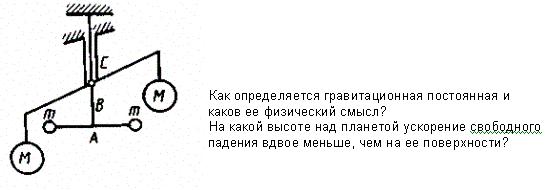 C
M
m
B
m
A
M
Как определяется гравитационная постоянная и
каков ее физический смысл?
На какой высоте над планетой ускорение свободного
падения вдвое меньше, чем на ее поверхности?